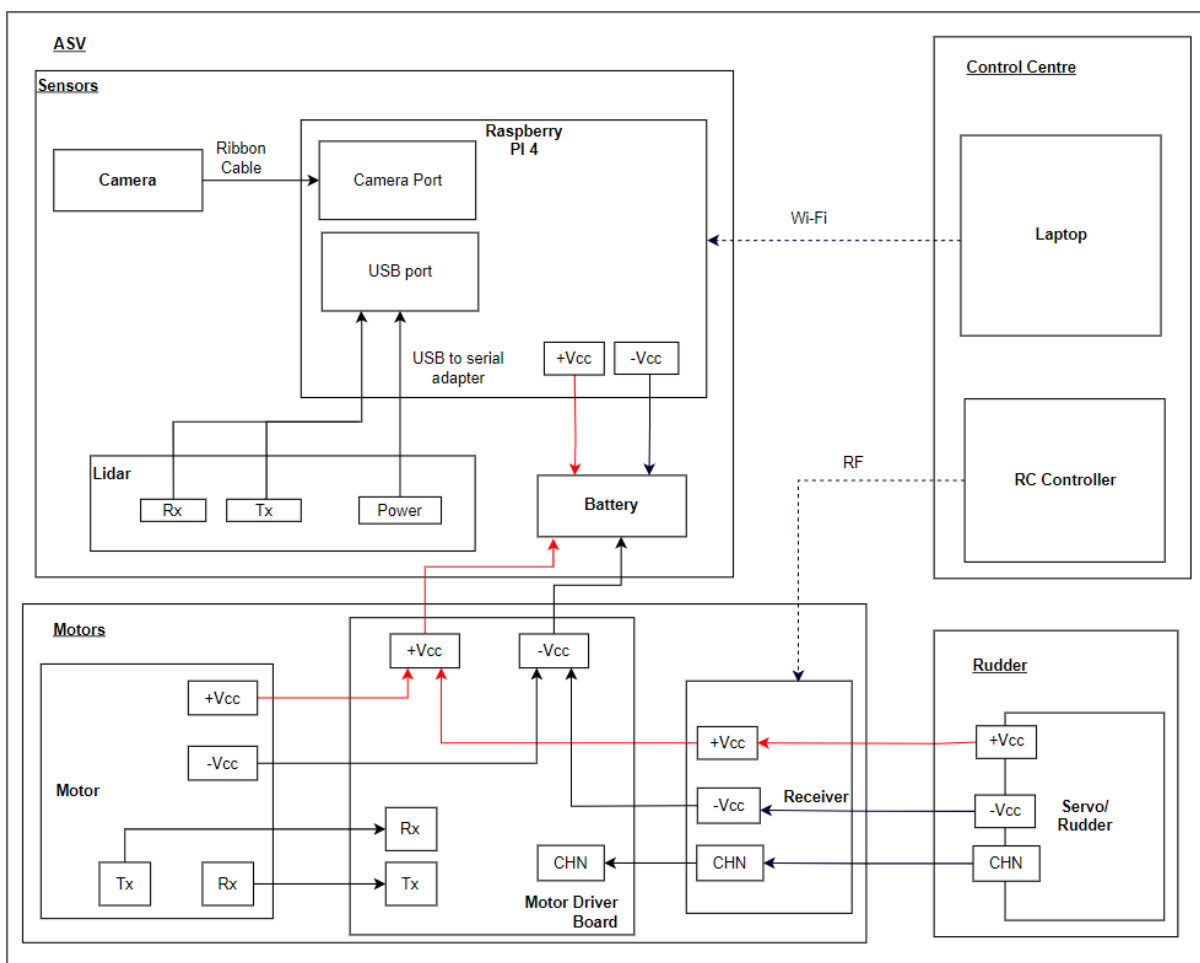 ASV
Sensors
Raspberry
PI 4
Camera
Ribbon
Cable
Camera Port
USB port
USB to serial
adapter
+Vcc
-Vcc
Lidar
Rx
Tx
Power
Battery
Control Centre
Laptop
Wi-Fi
RC Controller
RF
Motors
Motor
+Vcc
-Vcc
Tx
Rx
+Vcc
-Vcc
Rx
Tx
CHN
Motor Driver
Board
+Vcc
-Vcc
CHN
Receiver
Rudder
+Vcc
-Vcc
CHN
Servo/
Rudder